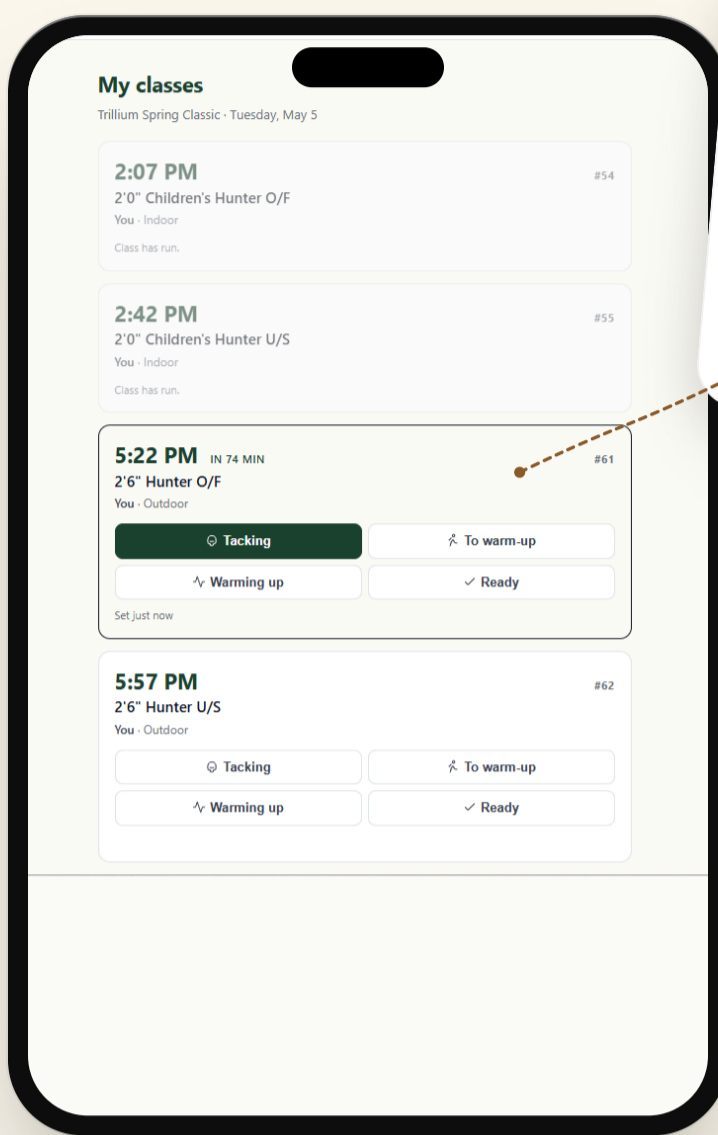 My classes
Trillium Spring Classic · Tuesday, May 5
2:07 PM #54
2'0" Children's Hunter O/F
You · Indoor
Class has run.
2:42 PM #55
2'0" Children's Hunter U/S
You · Indoor
Class has run.
5:22 PM IN 74 MIN #61
2'6" Hunter O/F
You · Outdoor
Tacking To warm-up
Warming up Ready
Set just now
5:57 PM #62
2'6" Hunter U/S
You · Outdoor
Tacking To warm-up
Warming up Ready